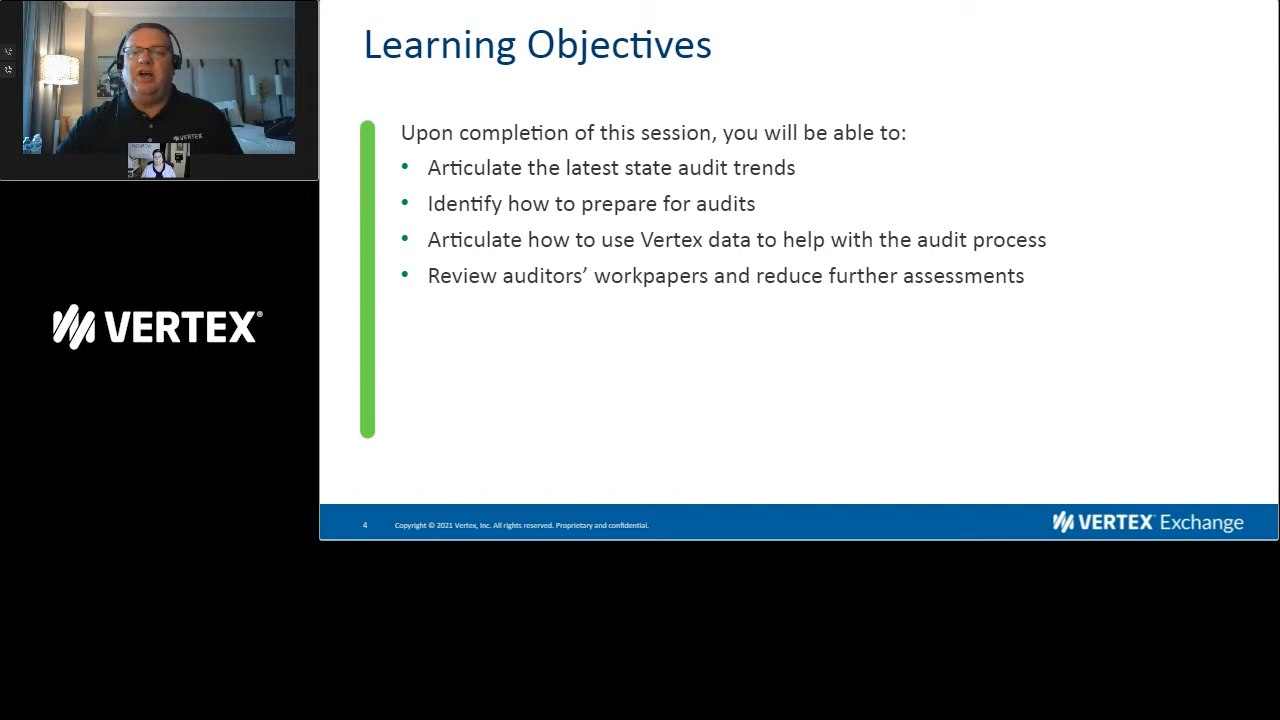 Learning Objectives
Upon completion of this session, you will be able to:
• Articulate the latest state audit trends
• Identify how to prepare for audits
• Articulate how to use Vertex data to help with the audit process
• Review auditors’ workpapers and reduce further assessments
VERTEX
VERTEX®
4 Copyright © 2021 Vertex, Inc. All rights reserved. Proprietary and confidential.
VERTEX Exchange